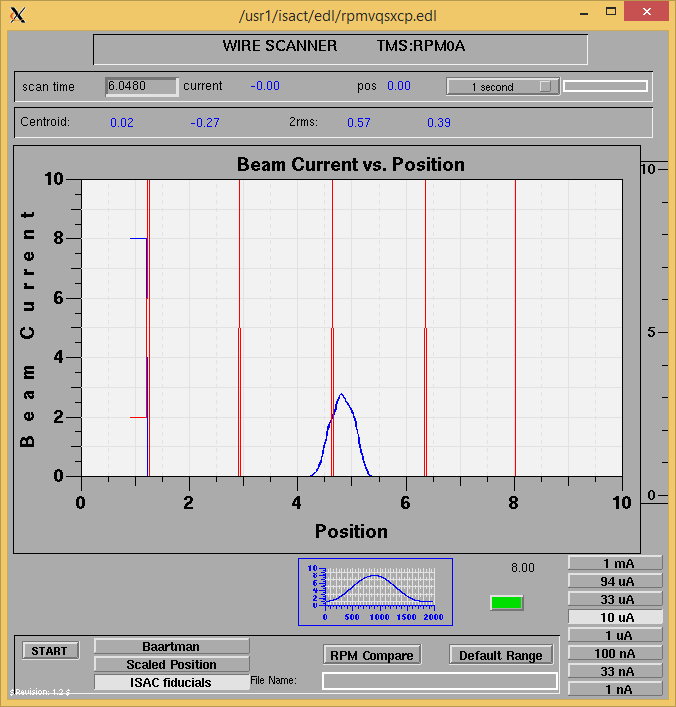 /usr1/isact/edl/rpmvqsxcp.edl
WIRE SCANNER TMS:RPM0A
scan time 6.0480 current -0.00 pos 0.00 1 second
Centroid: 0.02 -0.27 2rms: 0.57 0.39
Beam Current vs. Position
10
8
6
4
2
0
Beam Current
0 2 4 6 8 10
Position
10
5
0
10
8
6
4
2
0
0 500 1000 1500 2000
8.00
1 mA
94 uA
33 uA
10 uA
1 uA
100 nA
33 nA
1 nA
START
Baartman
Scaled Position
ISAC fiducials
RPM Compare
Default Range
File Name:
$Revision: 1.2 $